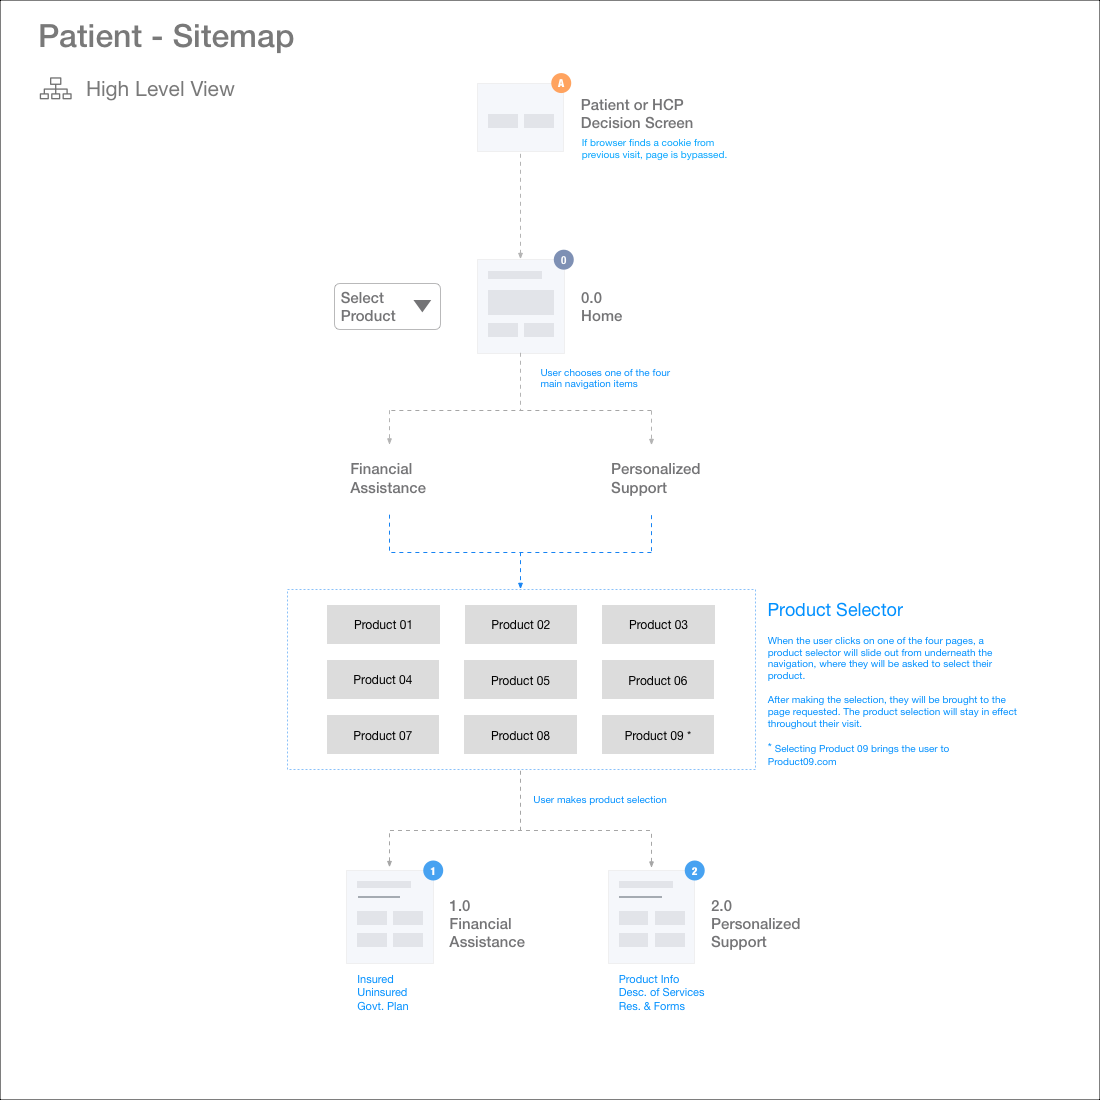 Patient - Sitemap
High Level View
A
Patient or HCP
Decision Screen
If browser finds a cookie from
previous visit, page is bypassed.
0
Select
Product
0.0
Home
User chooses one of the four
main navigation items
Financial
Assistance
Personalized
Support
Product 01
Product 02
Product 03
Product 04
Product 05
Product 06
Product 07
Product 08
Product 09 *
Product Selector
When the user clicks on one of the four pages, a
product selector will slide out from underneath the
navigation, where they will be asked to select their
product.
After making the selection, they will be brought to the
page requested. The product selection will stay in effect
throughout their visit.
* Selecting Product 09 brings the user to
Product09.com
User makes product selection
1
1.0
Financial
Assistance
Insured
Uninsured
Govt. Plan
2
2.0
Personalized
Support
Product Info
Desc. of Services
Res. & Forms